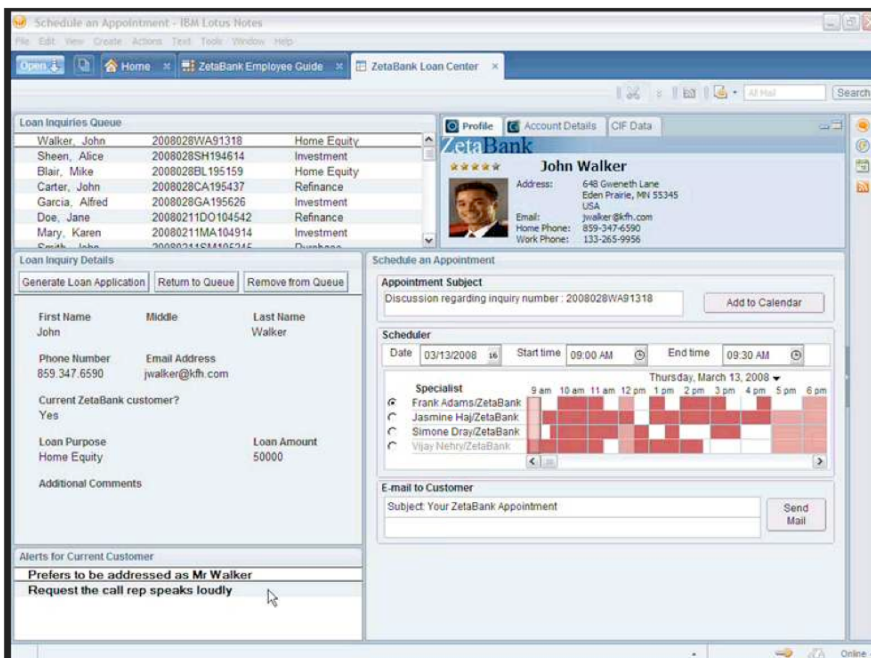 Schedule an Appointment - IBM Lotus Notes
File Edit View Create Actions Text Tools Window Help
Open Home ZetaBank Employee Guide ZetaBank Loan Center
All Mail Search
Loan Inquiries Queue
Walker, John 2008028WA91318 Home Equity
Sheen, Alice 2008028SH194614 Investment
Blair, Mike 2008028BL195159 Home Equity
Carter, John 2008028CA195437 Refinance
Garcia, Alfred 2008028GA195626 Investment
Doe, Jane 20080211DO104542 Refinance
Mary, Karen 20080211MA104914 Investment
Smith, John 20080211SM105245 Purchase
Profile Account Details CIF Data
ZetaBank
John Walker
Address: 648 Gweneth Lane
Eden Prairie, MN 55345
USA
Email: jwalker@kfh.com
Home Phone: 859-347-6590
Work Phone: 133-265-9956
Loan Inquiry Details
Generate Loan Application Return to Queue Remove from Queue
First Name Middle Last Name
John Walker
Phone Number Email Address
859.347.6590 jwalker@kfh.com
Current ZetaBank customer?
Yes
Loan Purpose Loan Amount
Home Equity 50000
Additional Comments
Alerts for Current Customer
Prefers to be addressed as Mr Walker
Request the call rep speaks loudly
Schedule an Appointment
Appointment Subject
Discussion regarding inquiry number : 2008028WA91318
Add to Calendar
Scheduler
Date 03/13/2008 16 Start time 09:00 AM End time 09:30 AM
Thursday, March 13, 2008
Specialist 9 am 10 am 11 am 12 pm 1 pm 2 pm 3 pm 4 pm 5 pm 6 pm
Frank Adams/ZetaBank
Jasmine Haj/ZetaBank
Simone Dray/ZetaBank
Vijay Nehry/ZetaBank
E-mail to Customer
Subject: Your ZetaBank Appointment
Send Mail
Online